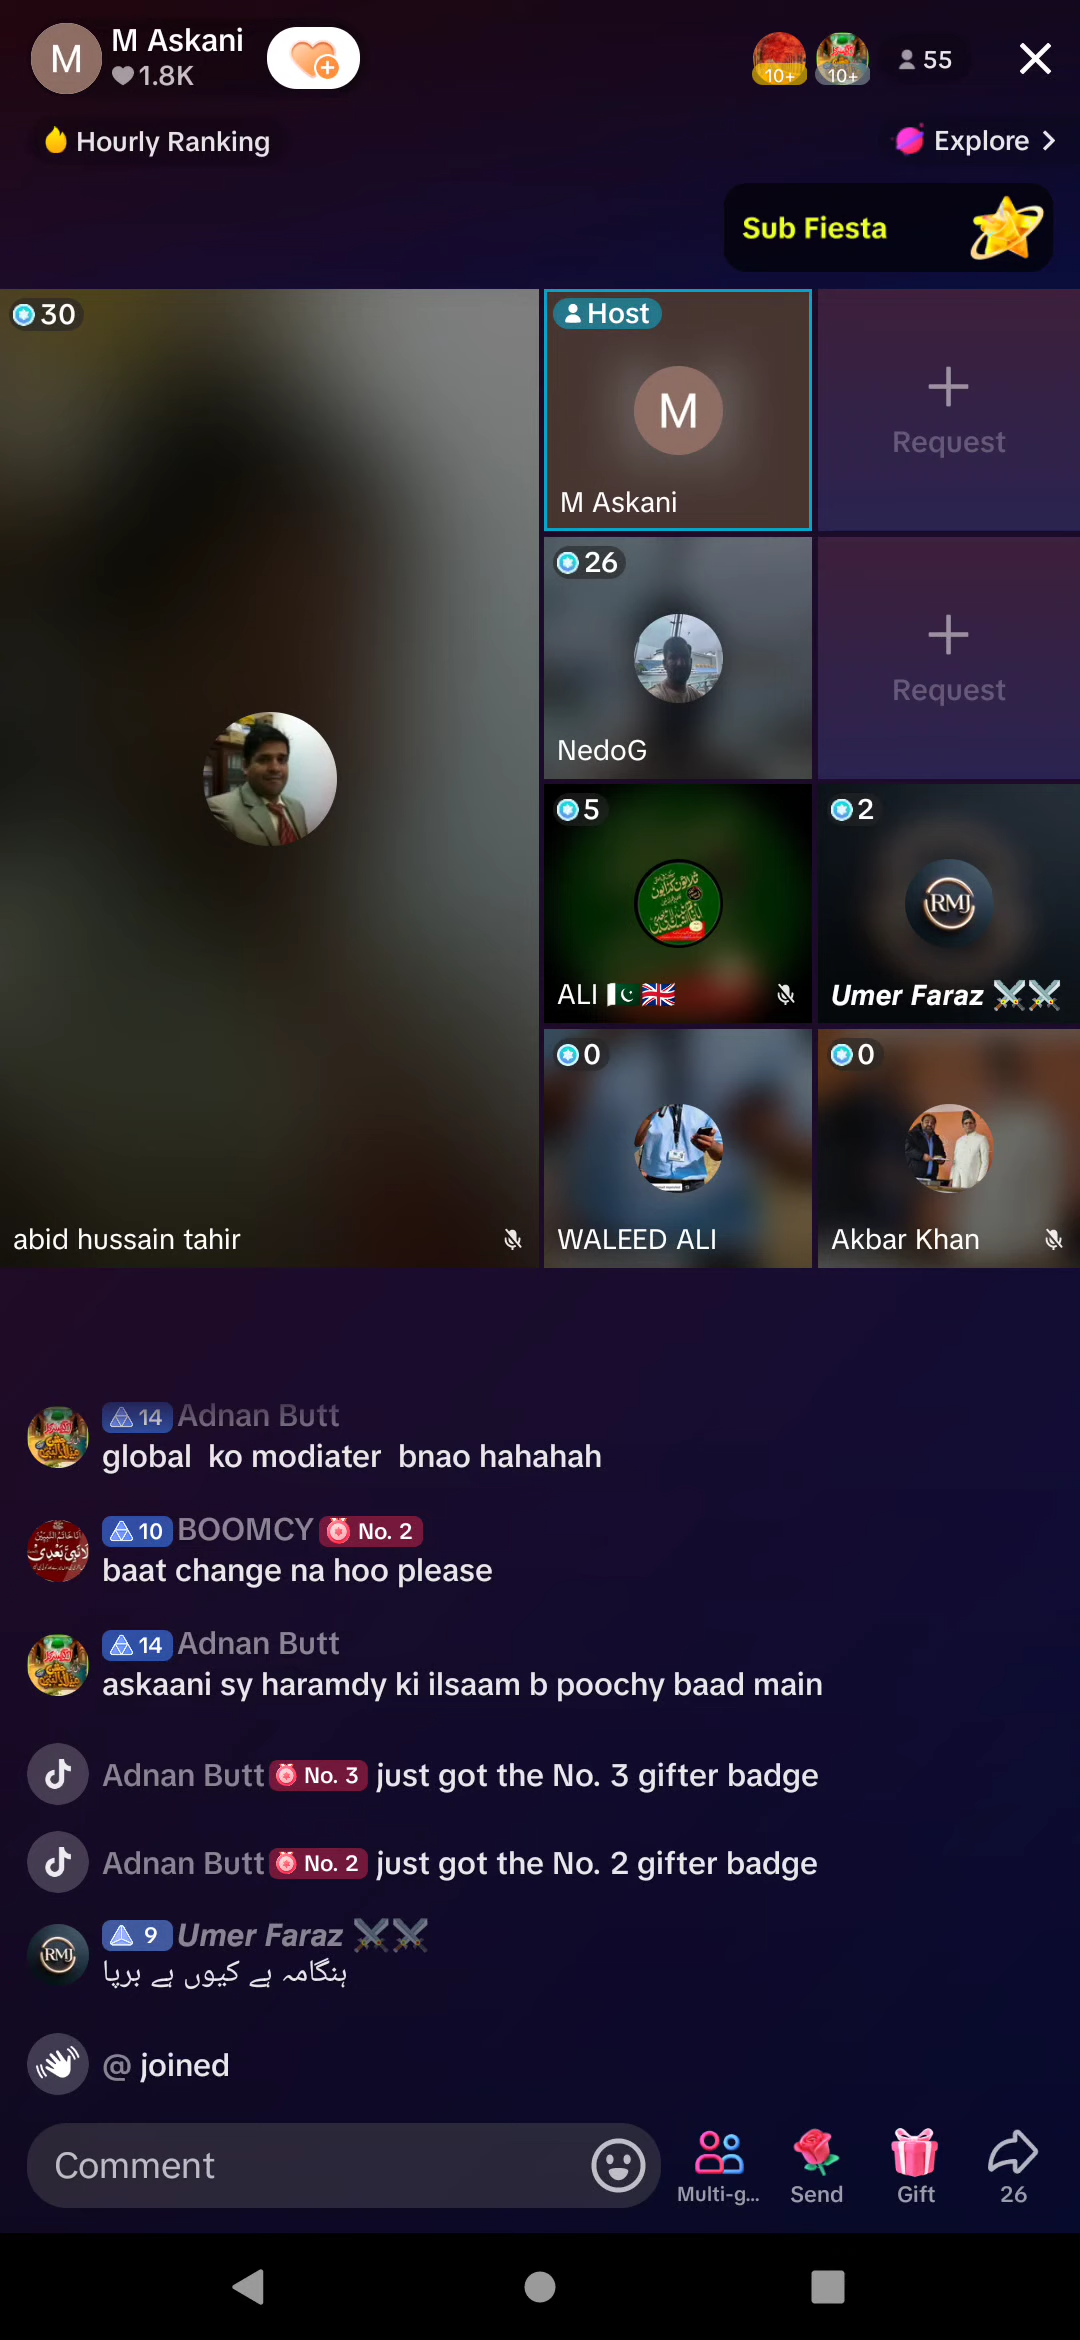 M Askani
1.8K
10+
10+
55
Hourly Ranking
Explore
Sub Fiesta
30
abid hussain tahir
Host
M
M Askani
Request
26
NedoG
Request
5
ALI
2
RMJ
Umer Faraz
0
WALEED ALI
0
Akbar Khan
14 Adnan Butt
global ko modiater bnao hahahah
10 BOOMCY No. 2
baat change na hoo please
14 Adnan Butt
askaani sy haramdy ki ilsaam b poochy baad main
Adnan Butt No. 3 just got the No. 3 gifter badge
Adnan Butt No. 2 just got the No. 2 gifter badge
RMJ
9 Umer Faraz
ہنگامہ ہے کیوں ہے برپا
@ joined
Comment
Multi-g...
Send
Gift
26